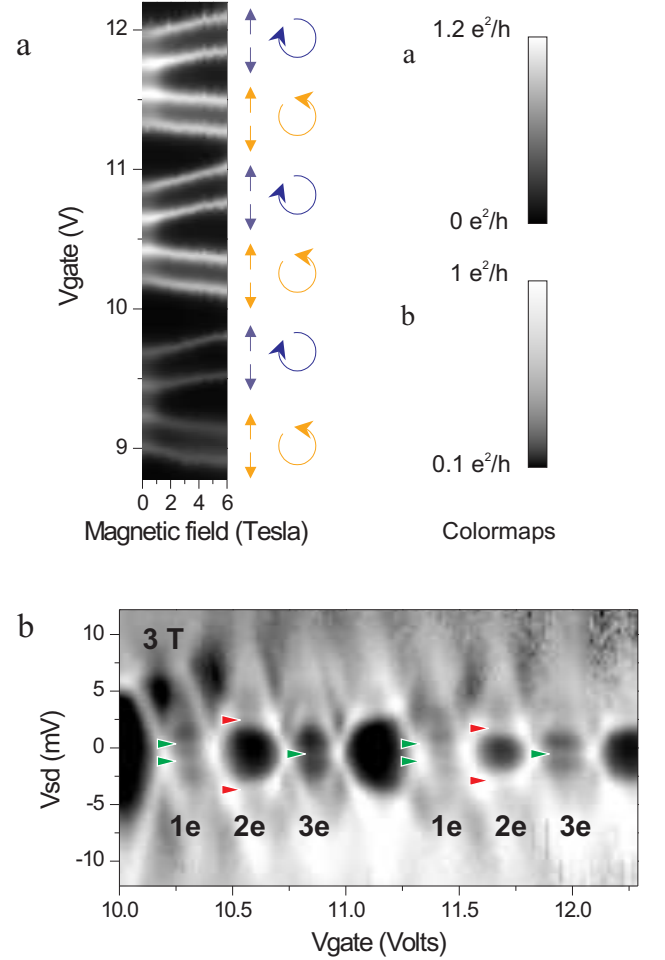 a
12
11
10
9
Vgate (V)
0 2 4 6
Magnetic field (Tesla)
a
1.2 e²/h
0 e²/h
b
1 e²/h
0.1 e²/h
Colormaps
b
3 T
10
5
0
-5
-10
Vsd (mV)
1e 2e 3e 1e 2e 3e
10.0 10.5 11.0 11.5 12.0
Vgate (Volts)